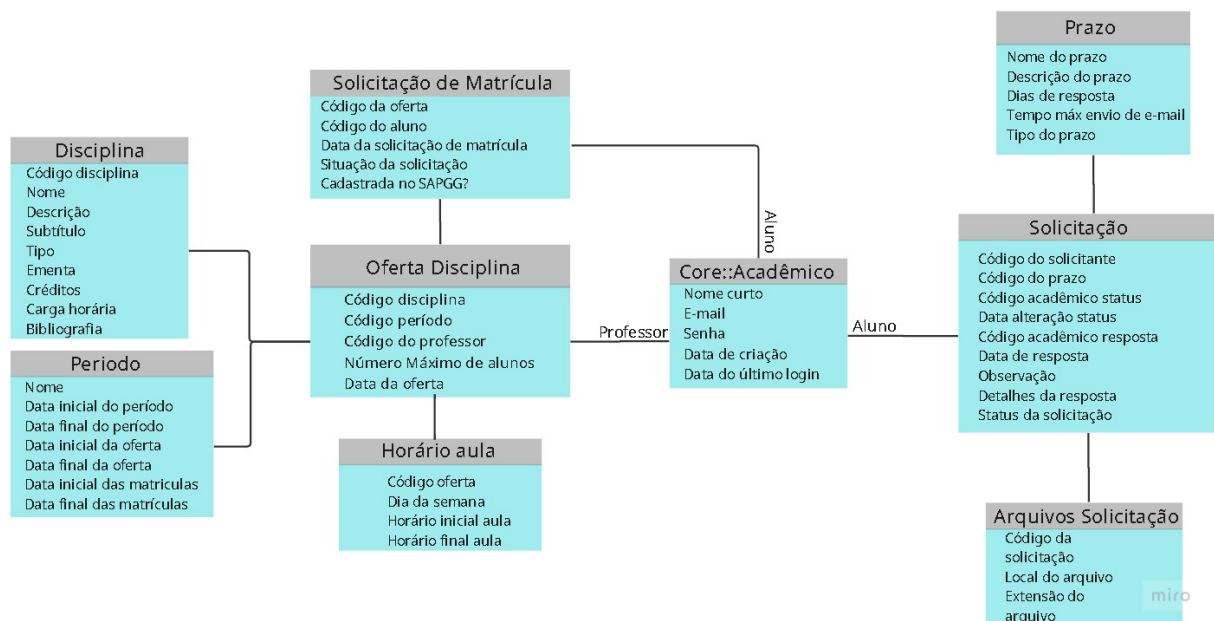 Prazo
Nome do prazo
Descrição do prazo
Dias de resposta
Tempo máx envio de e-mail
Tipo do prazo
Solicitação de Matrícula
Código da oferta
Código do aluno
Data da solicitação de matrícula
Situação da solicitação
Cadastrada no SAPGG?
Disciplina
Código disciplina
Nome
Descrição
Subtítulo
Tipo
Ementa
Créditos
Carga horária
Bibliografia
Aluno
Oferta Disciplina
Código disciplina
Código período
Código do professor
Número Máximo de alunos
Data da oferta
Professor
Core::Acadêmico
Nome curto
E-mail
Senha
Data de criação
Data do último login
Aluno
Solicitação
Código do solicitante
Código do prazo
Código acadêmico status
Data alteração status
Código acadêmico resposta
Data de resposta
Observação
Detalhes da resposta
Status da solicitação
Periodo
Nome
Data inicial do período
Data final do período
Data inicial da oferta
Data final da oferta
Data inicial das matriculas
Data final das matrículas
Horário aula
Código oferta
Dia da semana
Horário inicial aula
Horário final aula
Arquivos Solicitação
Código da
solicitação
Local do arquivo
Extensão do
arquivo
miro